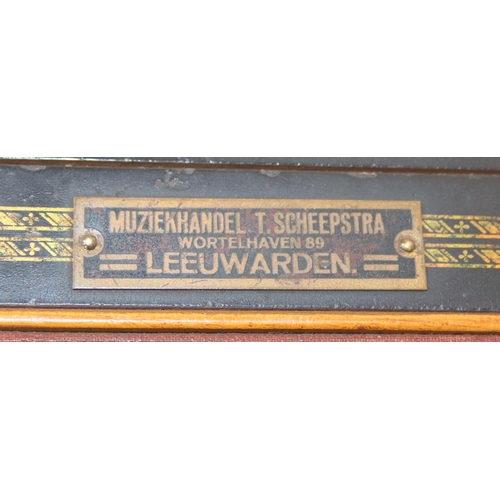 MUZIEKHANDEL T. SCHEEPSTRA
WORTELHAVEN 89
LEEUWARDEN.